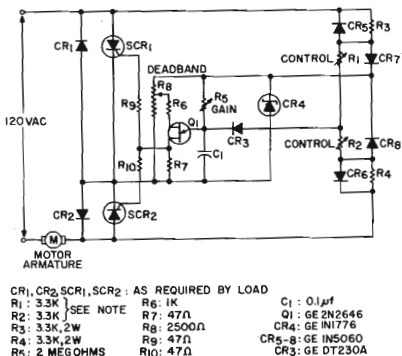 CR5
R3
CR1
SCR1
CONTROL
R1
CR7
DEADBAND
R8
R6
R5
GAIN
CR4
R9
Q1
120VAC
CR3
CONTROL
R2
CR8
R10
R7
C1
CR6
R4
CR2
SCR2
M
MOTOR
ARMATURE
CR1, CR2, SCR1, SCR2: AS REQUIRED BY LOAD
R1: 3.3K } SEE NOTE R6: 1K C1: 0.1μf
R2: 3.3K R7: 47Ω Q1: GE2N2646
R3: 3.3K,2W R8: 2500Ω CR4: GE IN1776
R4: 3.3K,2W R9: 47Ω CR5-8: GE IN5060
R5: 2 MEGOHMS R10: 47Ω CR3: GE DT230A